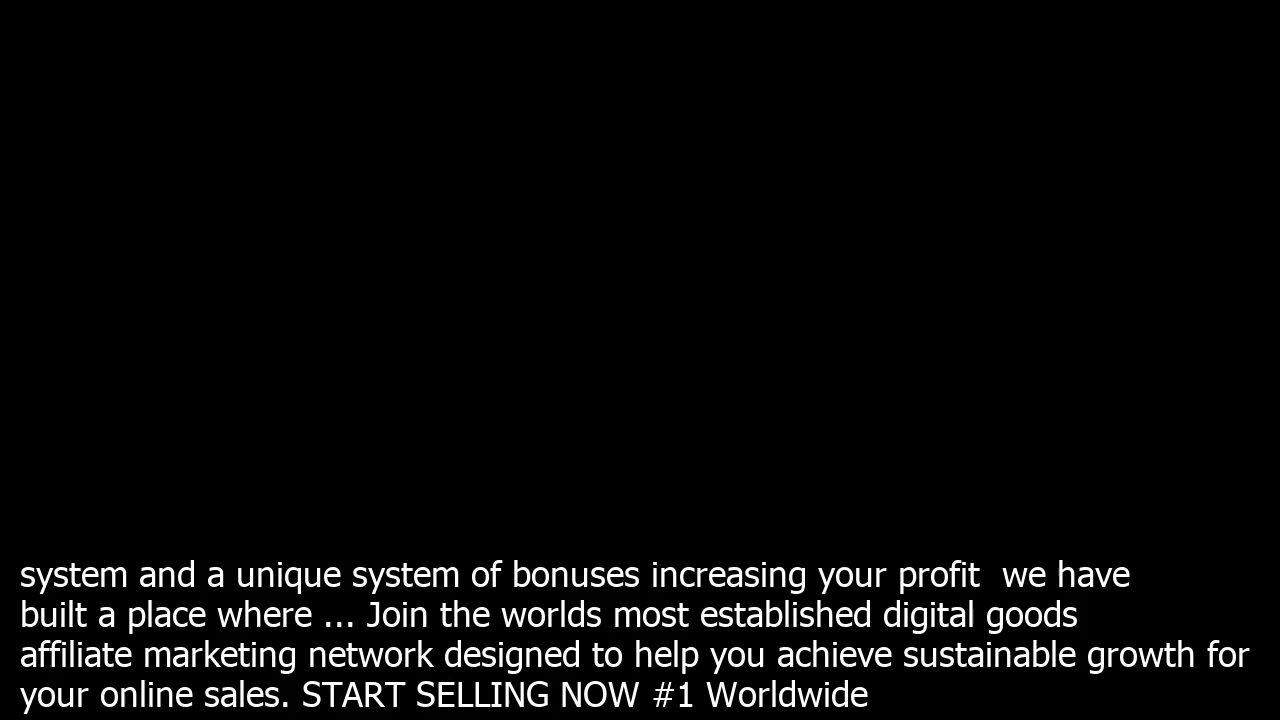 system and a unique system of bonuses increasing your profit  we have
built a place where ... Join the worlds most established digital goods
affiliate marketing network designed to help you achieve sustainable growth for
your online sales. START SELLING NOW #1 Worldwide